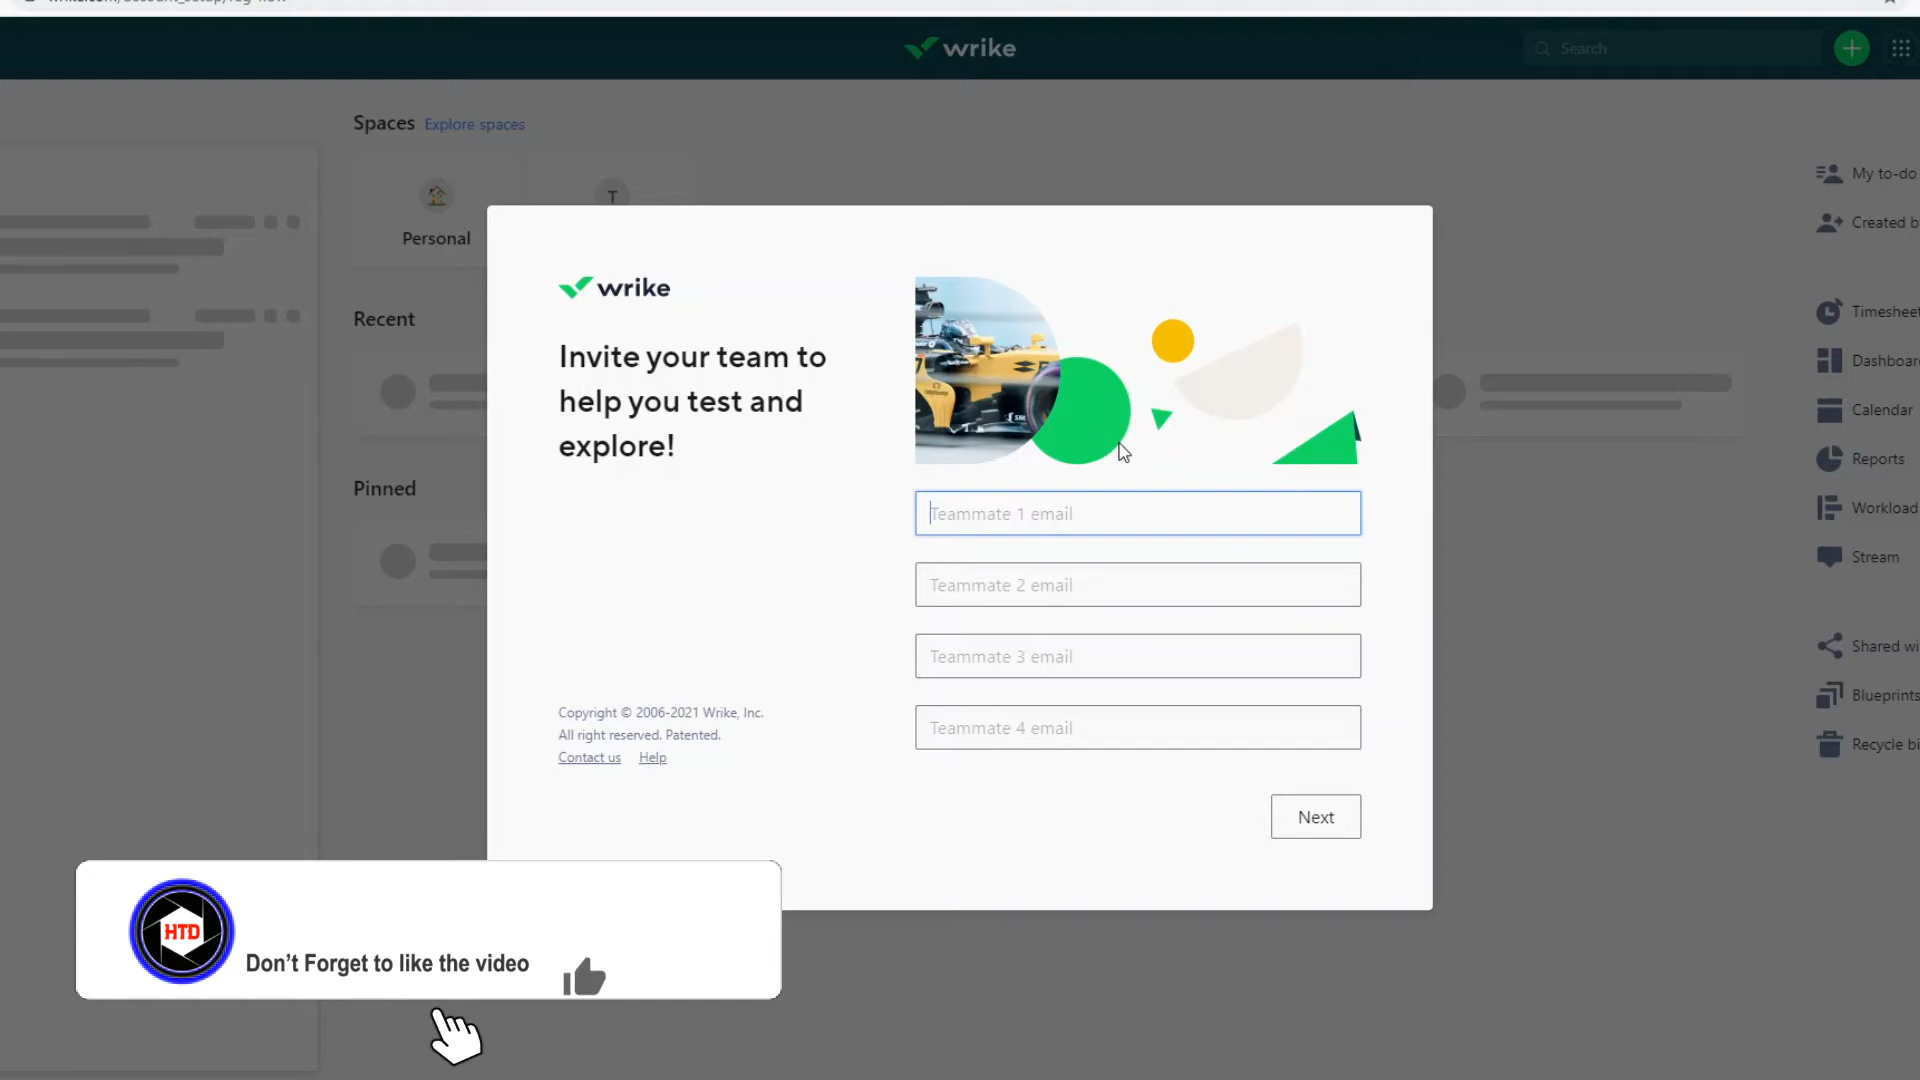 wrike
Search
Spaces Explore spaces
T
Personal
Recent
Pinned
My to-do
Created b
Timesheet
Dashboar
Calendar
Reports
Workload
Stream
Shared wi
Blueprints
Recycle bi
wrike
Invite your team to
help you test and
explore!
Teammate 1 email
Teammate 2 email
Teammate 3 email
Teammate 4 email
Copyright © 2006-2021 Wrike, Inc.
All right reserved. Patented.
Contact us Help
Next
HTD
Don't Forget to like the video